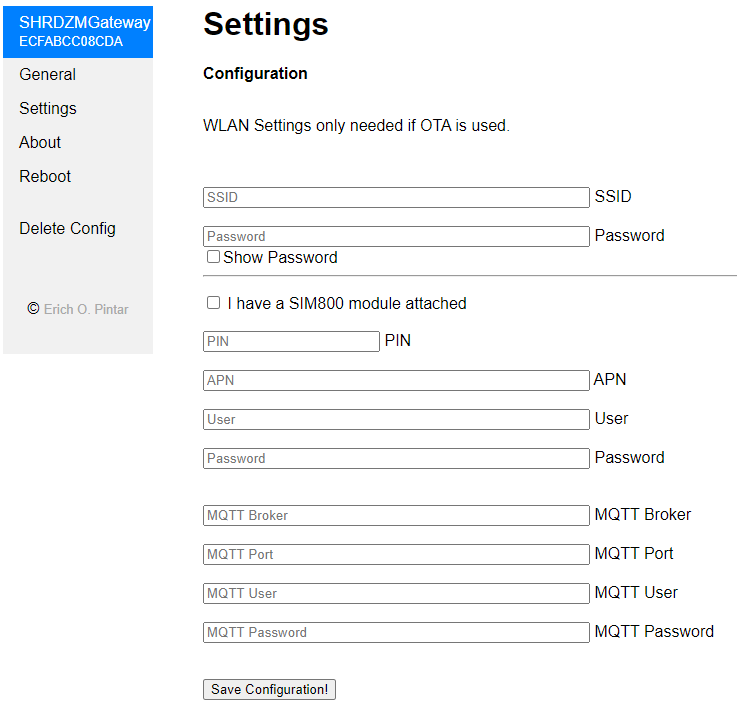 SHRDZMGateway
ECFABCC08CDA
General
Settings
About
Reboot
Delete Config
© Erich O. Pintar
Settings
Configuration
WLAN Settings only needed if OTA is used.
SSID SSID
Password Password
Show Password
I have a SIM800 module attached
PIN PIN
APN APN
User User
Password Password
MQTT Broker MQTT Broker
MQTT Port MQTT Port
MQTT User MQTT User
MQTT Password MQTT Password
Save Configuration!